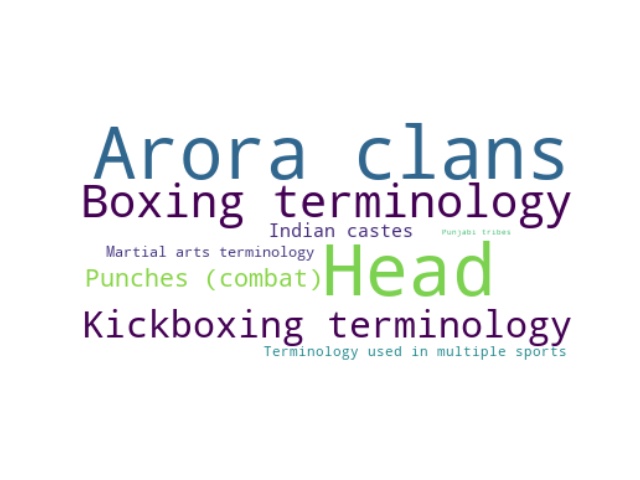 Arora clans
Boxing terminology
Indian castes
Punjabi tribes
Martial arts terminology
Head
Punches (combat)
Kickboxing terminology
Terminology used in multiple sports